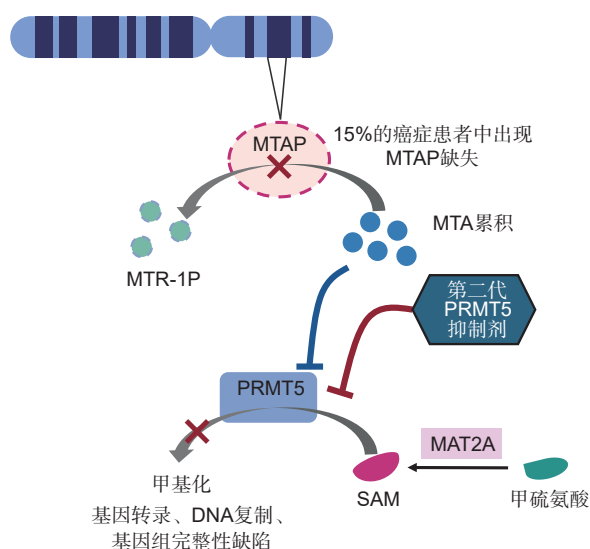 MTAP
15%的癌症患者中出现
MTAP缺失
MTR-1P
MTA累积
第二代
PRMT5
抑制剂
PRMT5
MAT2A
甲基化
SAM
甲硫氨酸
基因转录、DNA复制、
基因组完整性缺陷